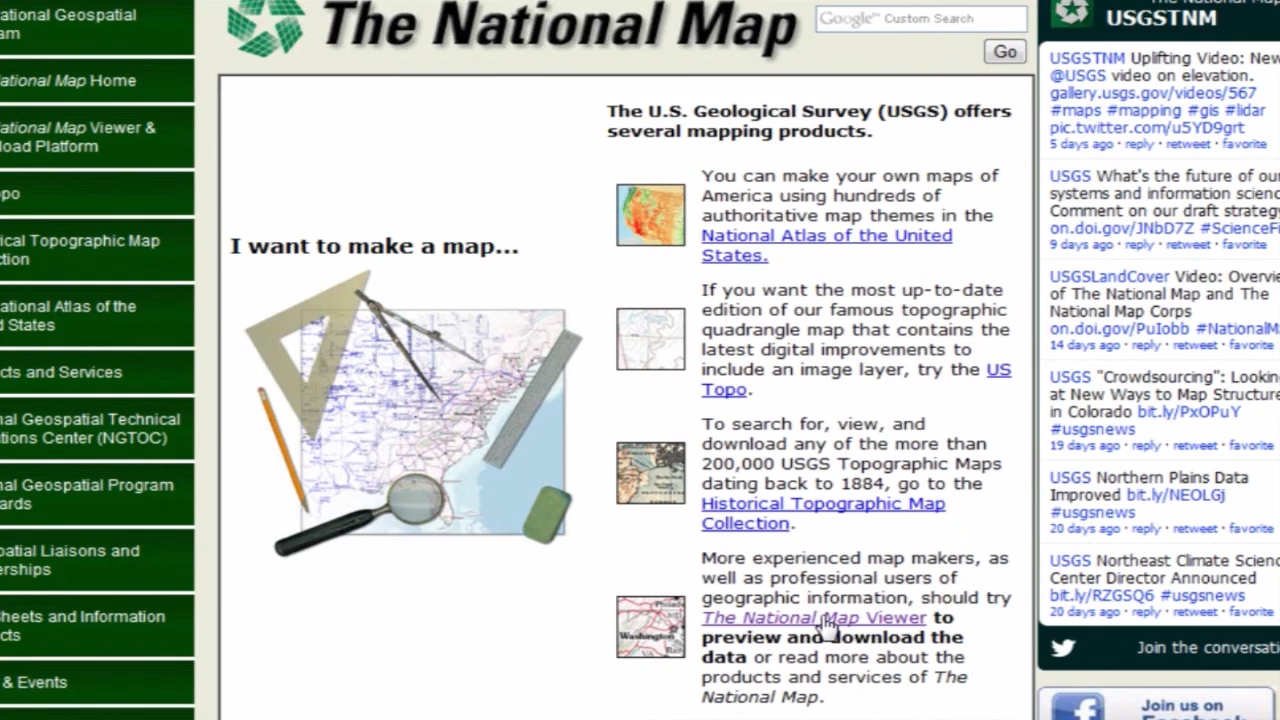 ational Geospatial
am
ational Map Home
ational Map Viewer &
load Platform
opo
rical Topographic Map
ction
ational Atlas of the
d States
cts and Services
nal Geospatial Technical
tions Center (NGTOC)
nal Geospatial Program
ards
patial Liaisons and
erships
Sheets and Information
cts
& Events
The National Map
Google™ Custom Search
Go
I want to make a map...
The U.S. Geological Survey (USGS) offers
several mapping products.
You can make your own maps of
America using hundreds of
authoritative map themes in the
National Atlas of the United
States.
If you want the most up-to-date
edition of our famous topographic
quadrangle map that contains the
latest digital improvements to
include an image layer, try the US
Topo.
To search for, view, and
download any of the more than
200,000 USGS Topographic Maps
dating back to 1884, go to the
Historical Topographic Map
Collection.
Washington
More experienced map makers, as
well as professional users of
geographic information, should try
The National Map Viewer to
preview and download the
data or read more about the
products and services of The
National Map.
The National Map
USGSTNM
USGSTNM Uplifting Video: New
@USGS video on elevation.
gallery.usgs.gov/videos/567
#maps #mapping #gis #lidar
pic.twitter.com/u5YD9grt
5 days ago · reply · retweet · favorite
USGS What's the future of our
systems and information scienc
Comment on our draft strategy
on.doi.gov/JNbD7Z #ScienceFi
9 days ago · reply · retweet · favorite
USGSLandCover Video: Overvie
of The National Map and The
National Map Corps
on.doi.gov/PuIobb #NationalMa
14 days ago · reply · retweet · favorite
USGS "Crowdsourcing": Looking
at New Ways to Map Structure
in Colorado bit.ly/PxOPuY
#usgsnews
19 days ago · reply · retweet · favorite
USGS Northern Plains Data
Improved bit.ly/NEOLGj
#usgsnews
20 days ago · reply · retweet · favorite
USGS Northeast Climate Scienc
Center Director Announced
bit.ly/RZGSQ6 #usgsnews
20 days ago · reply · retweet · favorite
Join the conversati
Join us on
Facebook